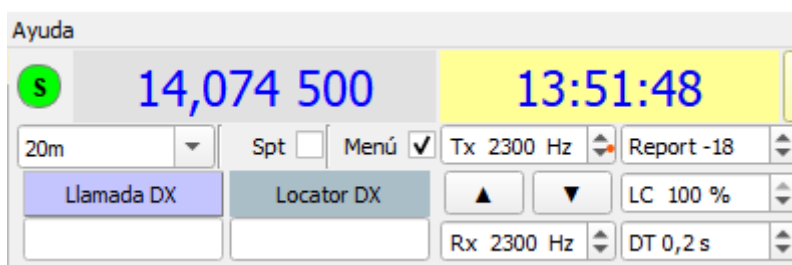 Ayuda
S 14,074 500 13:51:48
20m Spt Menú Tx 2300 Hz Report -18
Llamada DX Locator DX ▲ ▼ LC 100 %
Rx 2300 Hz DT 0,2 s